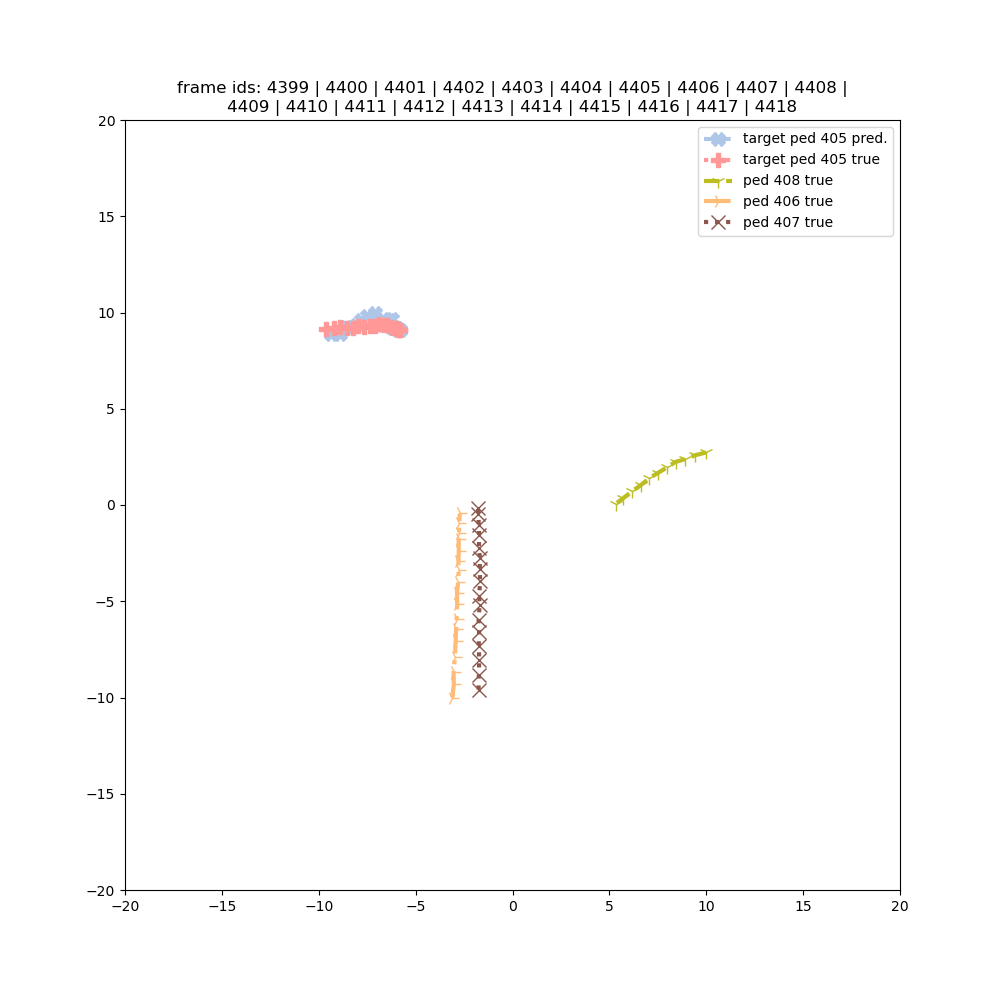 frame ids: 4399 | 4400 | 4401 | 4402 | 4403 | 4404 | 4405 | 4406 | 4407 | 4408 |
4409 | 4410 | 4411 | 4412 | 4413 | 4414 | 4415 | 4416 | 4417 | 4418
target ped 405 pred.
target ped 405 true
ped 408 true
ped 406 true
ped 407 true
20
15
10
5
0
−5
−10
−15
−20
−20 −15 −10 −5 0 5 10 15 20